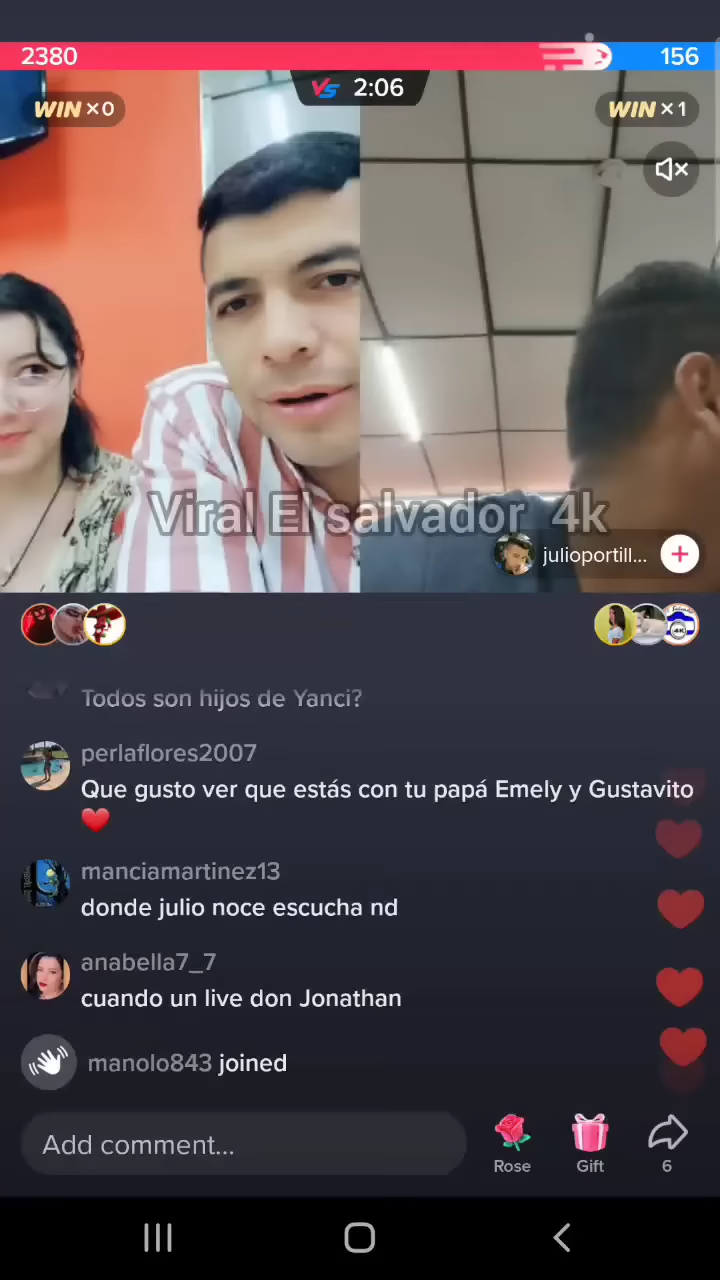 2380
156
VS 2:06
WIN ×0
WIN ×1
Viral El salvador 4k
julioportill...
Todos son hijos de Yanci?
perlaflores2007
Que gusto ver que estás con tu papá Emely y Gustavito
❤️
manciamartinez13
donde julio noce escucha nd
anabella7_7
cuando un live don Jonathan
manolo843 joined
Add comment...
Rose
Gift
6